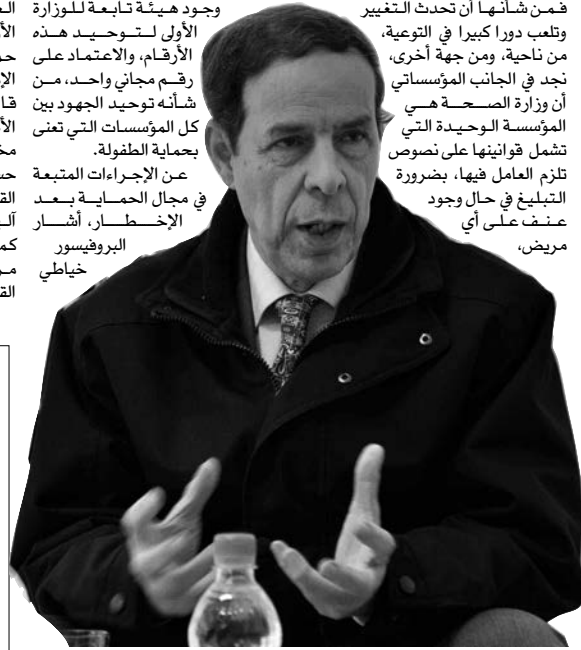 فمن شأنها أن تحدث التغيير
وتلعب دورا كبيرا في التوعية،
من ناحية، ومن جهة أخرى،
نجد في الجانب المؤسساتي
أن وزارة الصحة هي
المؤسسة الوحيدة التي
تشمل قوانينها على نصوص
تلزم العامل فيها، بضرورة
التبليغ في حال وجود
عنف على أي
مريض،
وجود هيئة تابعة للوزارة
الأولى لتوحيد هذه
الأرقام، والاعتماد على
رقم مجاني واحد، من
شأنه توحيد الجهود بين
كل المؤسسات التي تعنى
بحماية الطفولة.
عن الإجراءات المتبعة
في مجال الحماية بعد
الإخطار، أشار
البروفيسور
خياطي